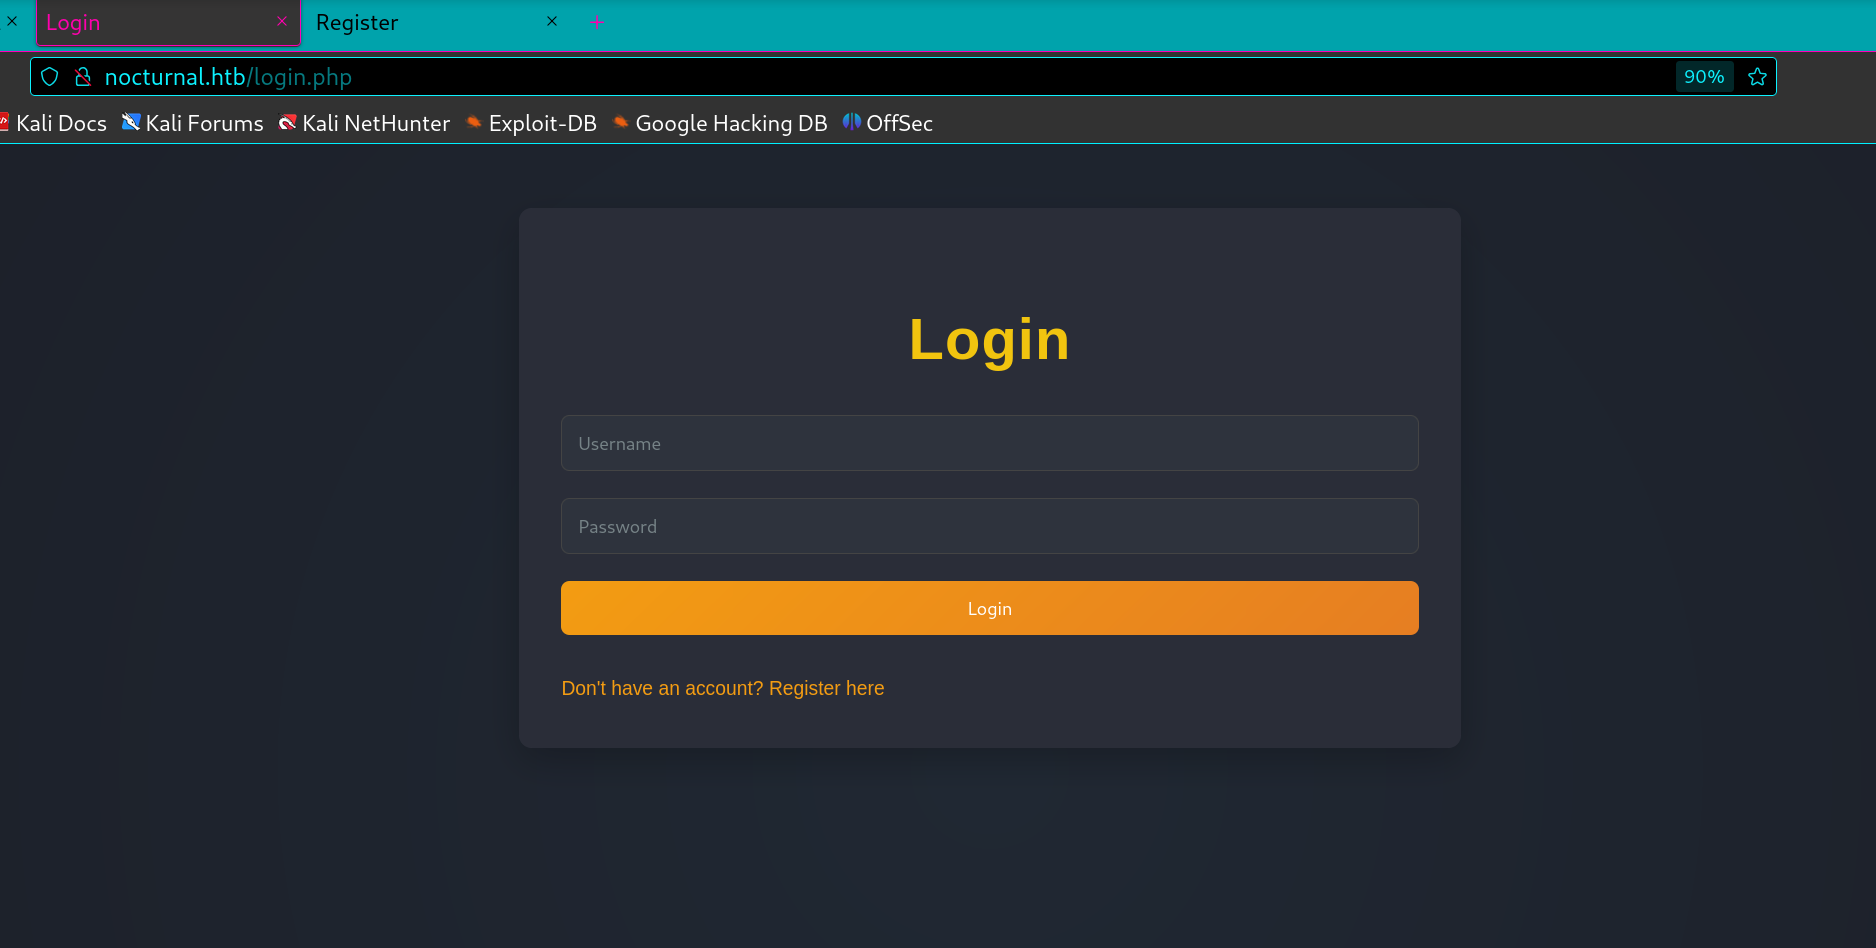 Login
Register
nocturnal.htb/login.php
90%
Kali Docs
Kali Forums
Kali NetHunter
Exploit-DB
Google Hacking DB
OffSec
Login
Username
Password
Login
Don't have an account? Register here